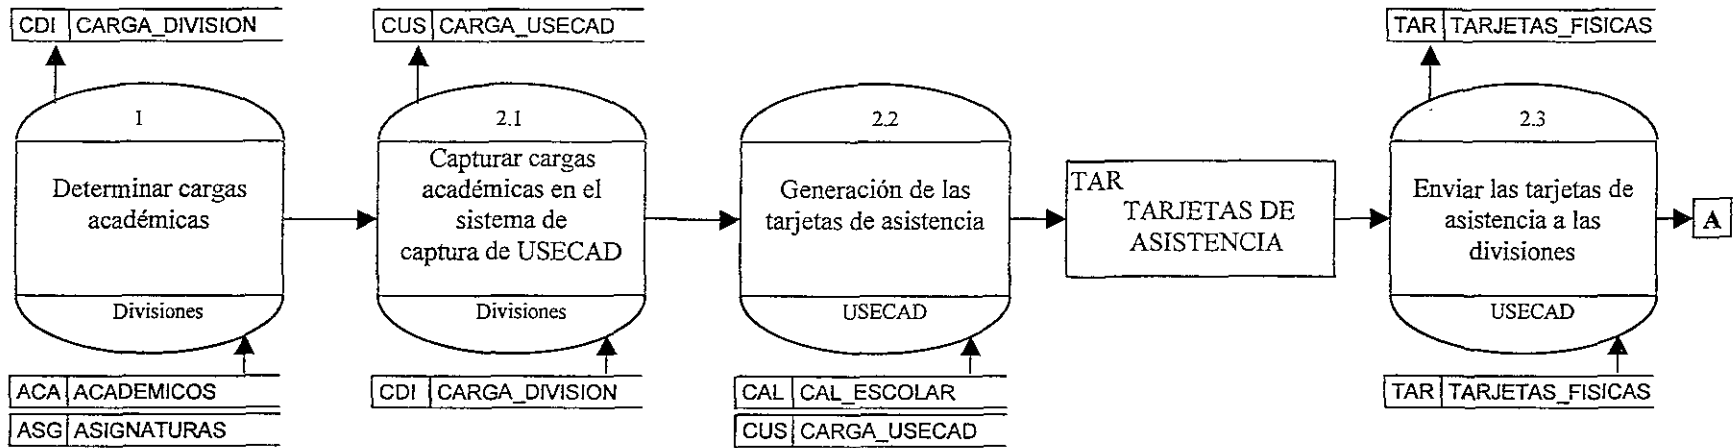 CDI CARGA_DIVISION
CUS CARGA_USECAD
TAR TARJETAS_FISICAS
1
Determinar cargas
académicas
Divisiones
2.1
Capturar cargas
académicas en el
sistema de
captura de USECAD
Divisiones
2.2
Generación de las
tarjetas de asistencia
USECAD
TAR
TARJETAS DE
ASISTENCIA
2.3
Enviar las tarjetas de
asistencia a las
divisiones
USECAD
A
ACA ACADEMICOS
ASG ASIGNATURAS
CDI CARGA_DIVISION
CAL CAL_ESCOLAR
CUS CARGA_USECAD
TAR TARJETAS_FISICAS